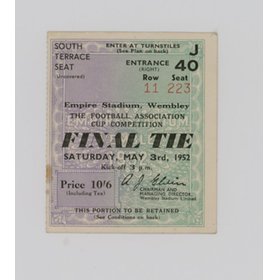 SOUTH TERRACE SEAT
(Uncovered)
ENTER AT TURNSTILES
(See Plan on back)
J
ENTRANCE 40
(RIGHT)
Row Seat
11 223
Empire Stadium, Wembley
THE FOOTBALL ASSOCIATION
CUP COMPETITION
FINAL TIE
SATURDAY, MAY 3rd, 1952
Kick-off 3 p.m.
Price 10/6
(Including Tax)
CHAIRMAN AND
MANAGING DIRECTOR,
Wembley Stadium Limited
THIS PORTION TO BE RETAINED
(See Conditions on back)